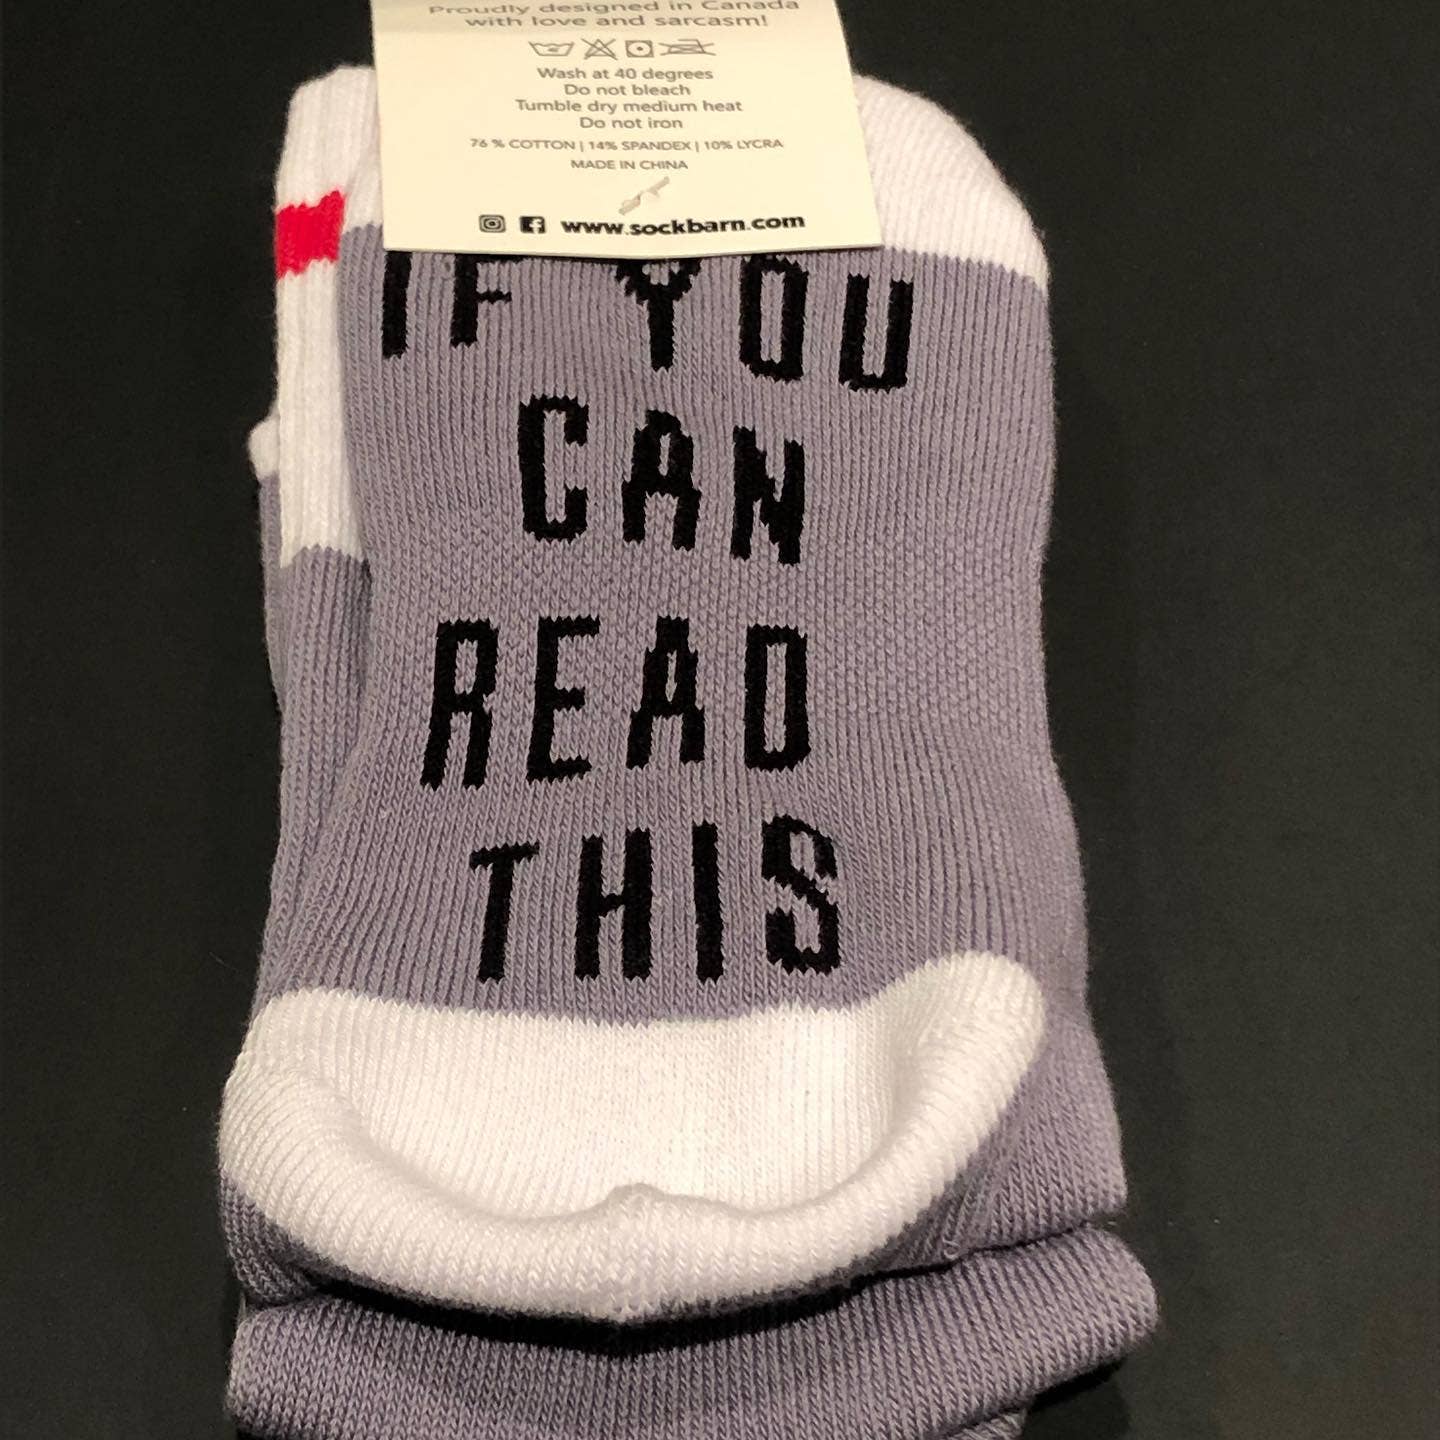 Proudly designed in Canada
with love and sarcasm!
Wash at 40 degrees
Do not bleach
Tumble dry medium heat
Do not iron
76 % COTTON | 14% SPANDEX | 10% LYCRA
MADE IN CHINA
www.sockbarn.com
IF YOU
CAN
READ
THIS